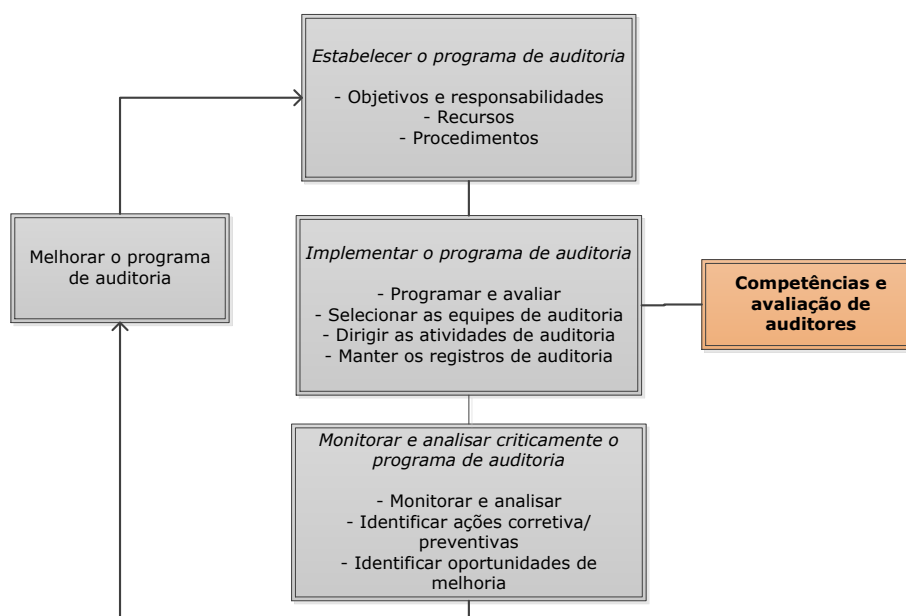 Estabelecer o programa de auditoria
- Objetivos e responsabilidades
- Recursos
- Procedimentos
Melhorar o programa
de auditoria
Implementar o programa de auditoria
- Programar e avaliar
- Selecionar as equipes de auditoria
- Dirigir as atividades de auditoria
- Manter os registros de auditoria
Competências e
avaliação de
auditores
Monitorar e analisar criticamente o
programa de auditoria
- Monitorar e analisar
- Identificar ações corretiva/
preventivas
- Identificar oportunidades de
melhoria